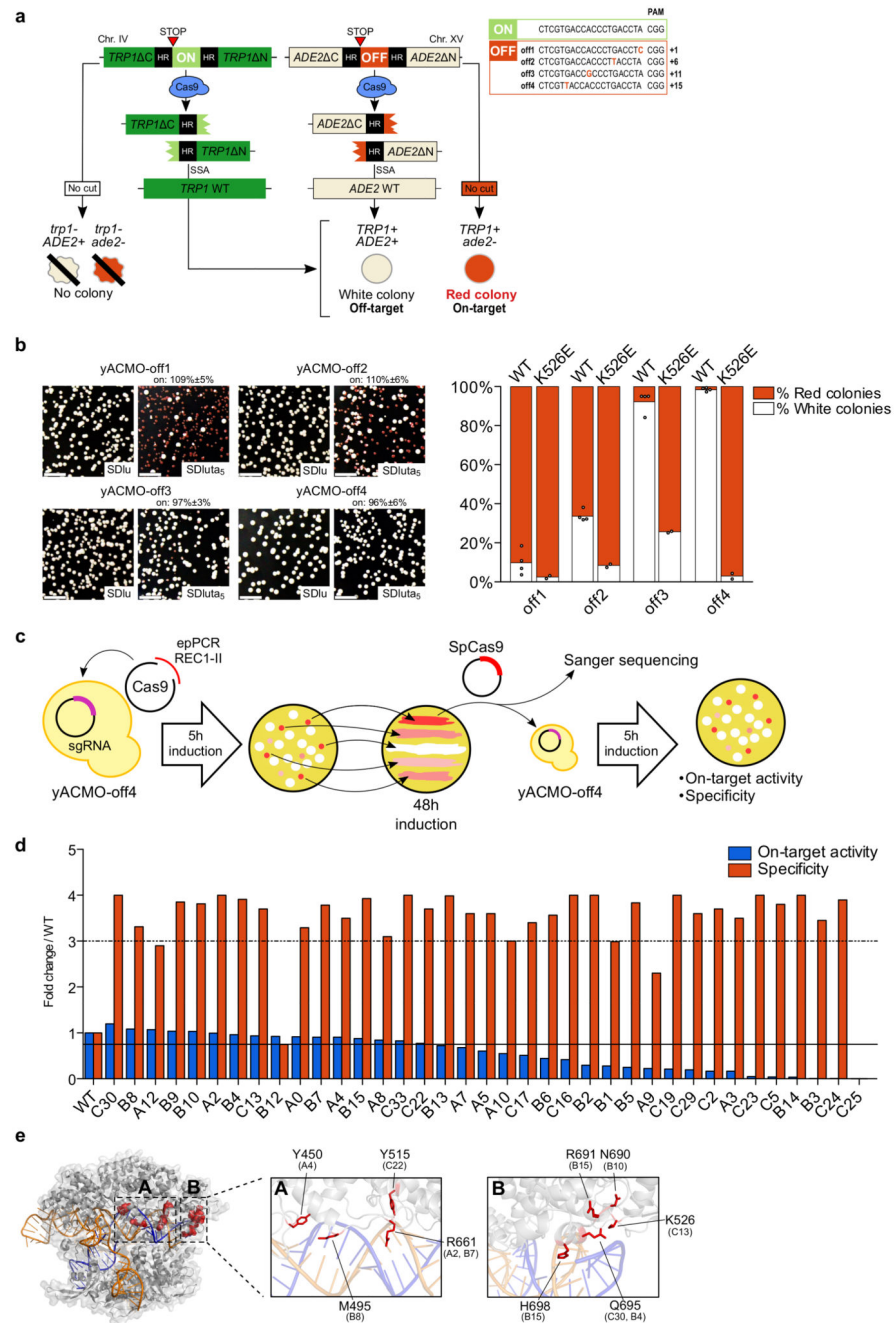 a
Chr. IV
STOP
STOP
Chr. XV
TRP1ΔC HR ON HR TRP1ΔN
ADE2ΔC HR OFF HR ADE2ΔN
Cas9
Cas9
TRP1ΔC HR
ADE2ΔC HR
HR TRP1ΔN
HR ADE2ΔN
SSA
SSA
No cut
TRP1 WT
ADE2 WT
No cut
trp1- ADE2+
trp1- ade2-
TRP1+ ADE2+
TRP1+ ade2-
No colony
White colony
Off-target
Red colony
On-target
PAM
ON CTCGTGACCACCCTGACCTA CGG
OFF off1 CTCGTGACCACCCTGACCTC CGG +1
off2 CTCGTGACCACCCTTACCTA CGG +6
off3 CTCGTGACCGCCCTGACCTA CGG +11
off4 CTCGTTACCACCCTGACCTA CGG +15
b
yACMO-off1
on: 109%±5%
SDlu
SDluta5
yACMO-off2
on: 110%±6%
SDlu
SDluta5
yACMO-off3
on: 97%±3%
SDlu
SDluta5
yACMO-off4
on: 96%±6%
SDlu
SDluta5
WT K526E WT K526E WT K526E WT K526E
100%
80%
60%
40%
20%
0%
off1 off2 off3 off4
% Red colonies
% White colonies
c
epPCR
REC1-II
Cas9
sgRNA
yACMO-off4
5h
induction
48h
induction
SpCas9
Sanger sequencing
yACMO-off4
5h
induction
•On-target activity
•Specificity
d
On-target activity
Specificity
Fold change / WT
5
4
3
2
1
0
WT C30 B8 A12 B9 B10 A2 B4 C13 B12 A0 B7 A4 B15 A8 C33 C22 B13 A7 A5 A10 C17 B6 C16 B2 B1 B5 A9 C19 C29 C2 A3 C23 C5 B14 B3 C24 C25
e
A
B
A
Y450
(A4)
Y515
(C22)
R661
(A2, B7)
M495
(B8)
B
R691
(B15)
N690
(B10)
K526
(C13)
H698
(B15)
Q695
(C30, B4)